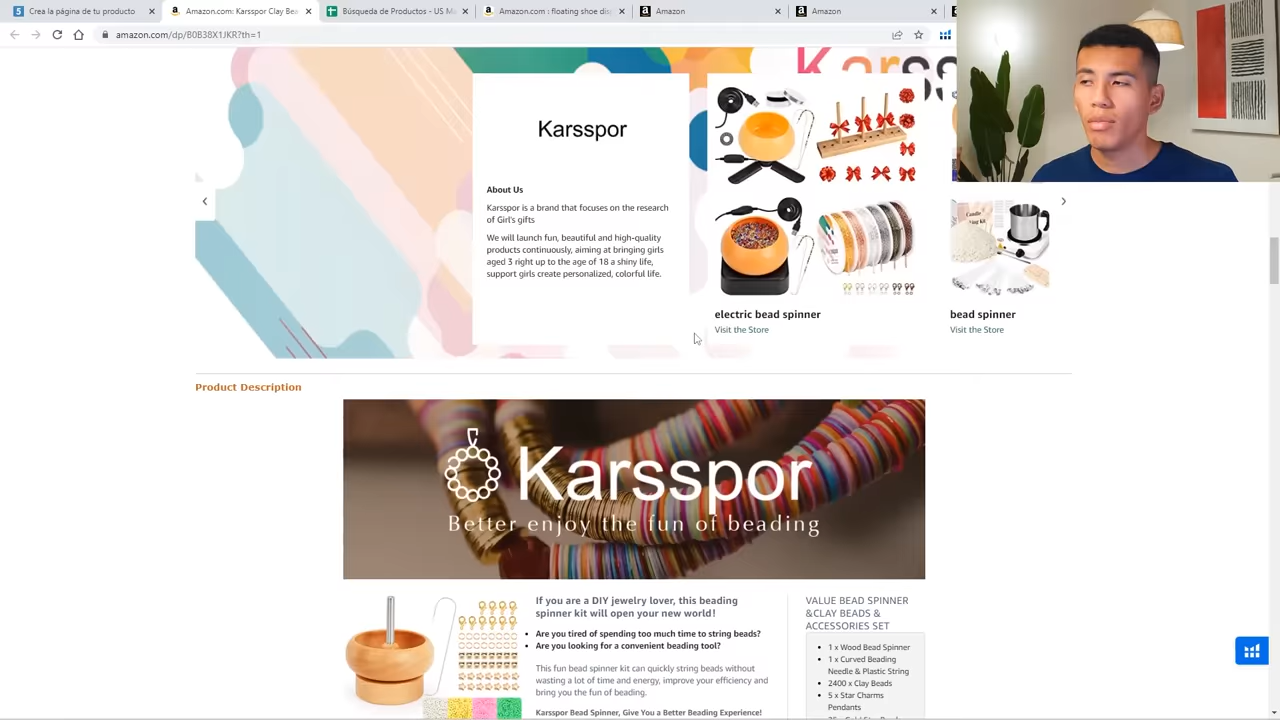 Crea la página de tu producto
Amazon.com: Karsspor Clay Bea
Búsqueda de Productos - US Ma
Amazon.com : floating shoe dis
Amazon
Amazon
amazon.com/dp/B0B38X1JKR?th=1
Karsspor
About Us
Karsspor is a brand that focuses on the research
of Girl's gifts
We will launch fun, beautiful and high-quality
products continuously, aiming at bringing girls
aged 3 right up to the age of 18 a shiny life,
support girls create personalized, colorful life.
electric bead spinner
Visit the Store
bead spinner
Visit the Store
Product Description
Karsspor
Better enjoy the fun of beading
If you are a DIY jewelry lover, this beading
spinner kit will open your new world!
• Are you tired of spending too much time to string beads?
• Are you looking for a convenient beading tool?
This fun bead spinner kit can quickly string beads without
wasting a lot of time and energy, improve your efficiency and
bring you the fun of beading.
Karsspor Bead Spinner, Give You a Better Beading Experience!
VALUE BEAD SPINNER
&CLAY BEADS &
ACCESSORIES SET
• 1 x Wood Bead Spinner
• 1 x Curved Beading
Needle & Plastic String
• 2400 x Clay Beads
• 5 x Star Charms
Pendants